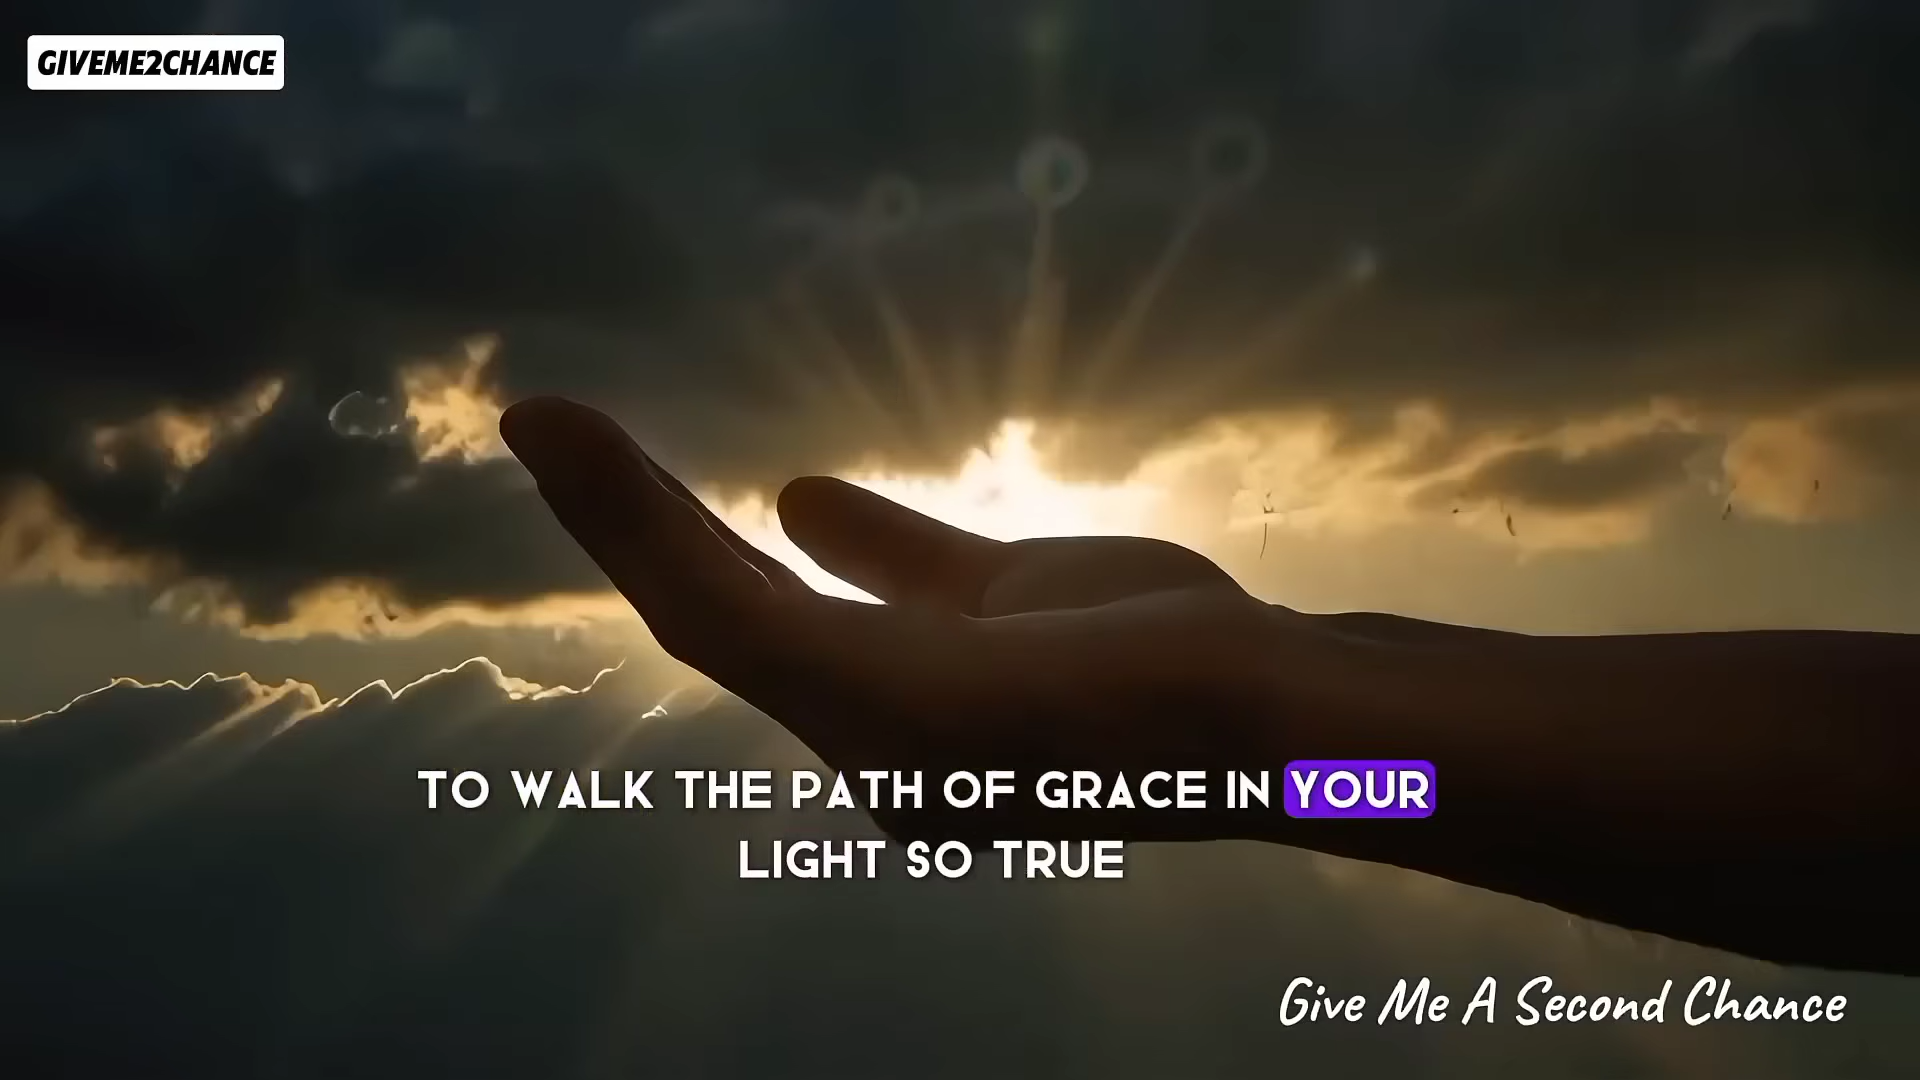 GIVEME2CHANCE
TO WALK THE PATH OF GRACE IN YOUR
LIGHT SO TRUE
Give Me A Second Chance